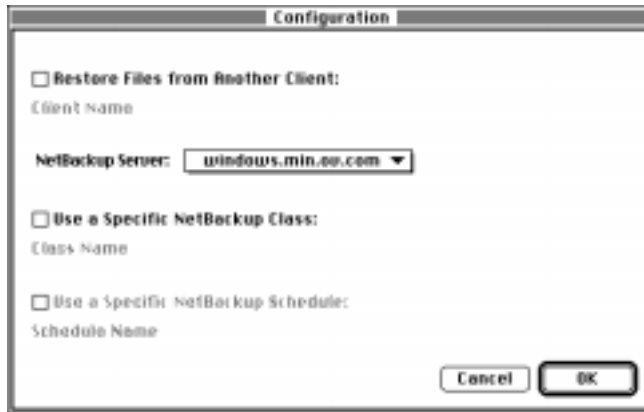 Configuration
Restore Files from Another Client:
Client Name
NetBackup Server: windows.min.ov.com
Use a Specific NetBackup Class:
Class Name
Use a Specific NetBackup Schedule:
Schedule Name
Cancel OK